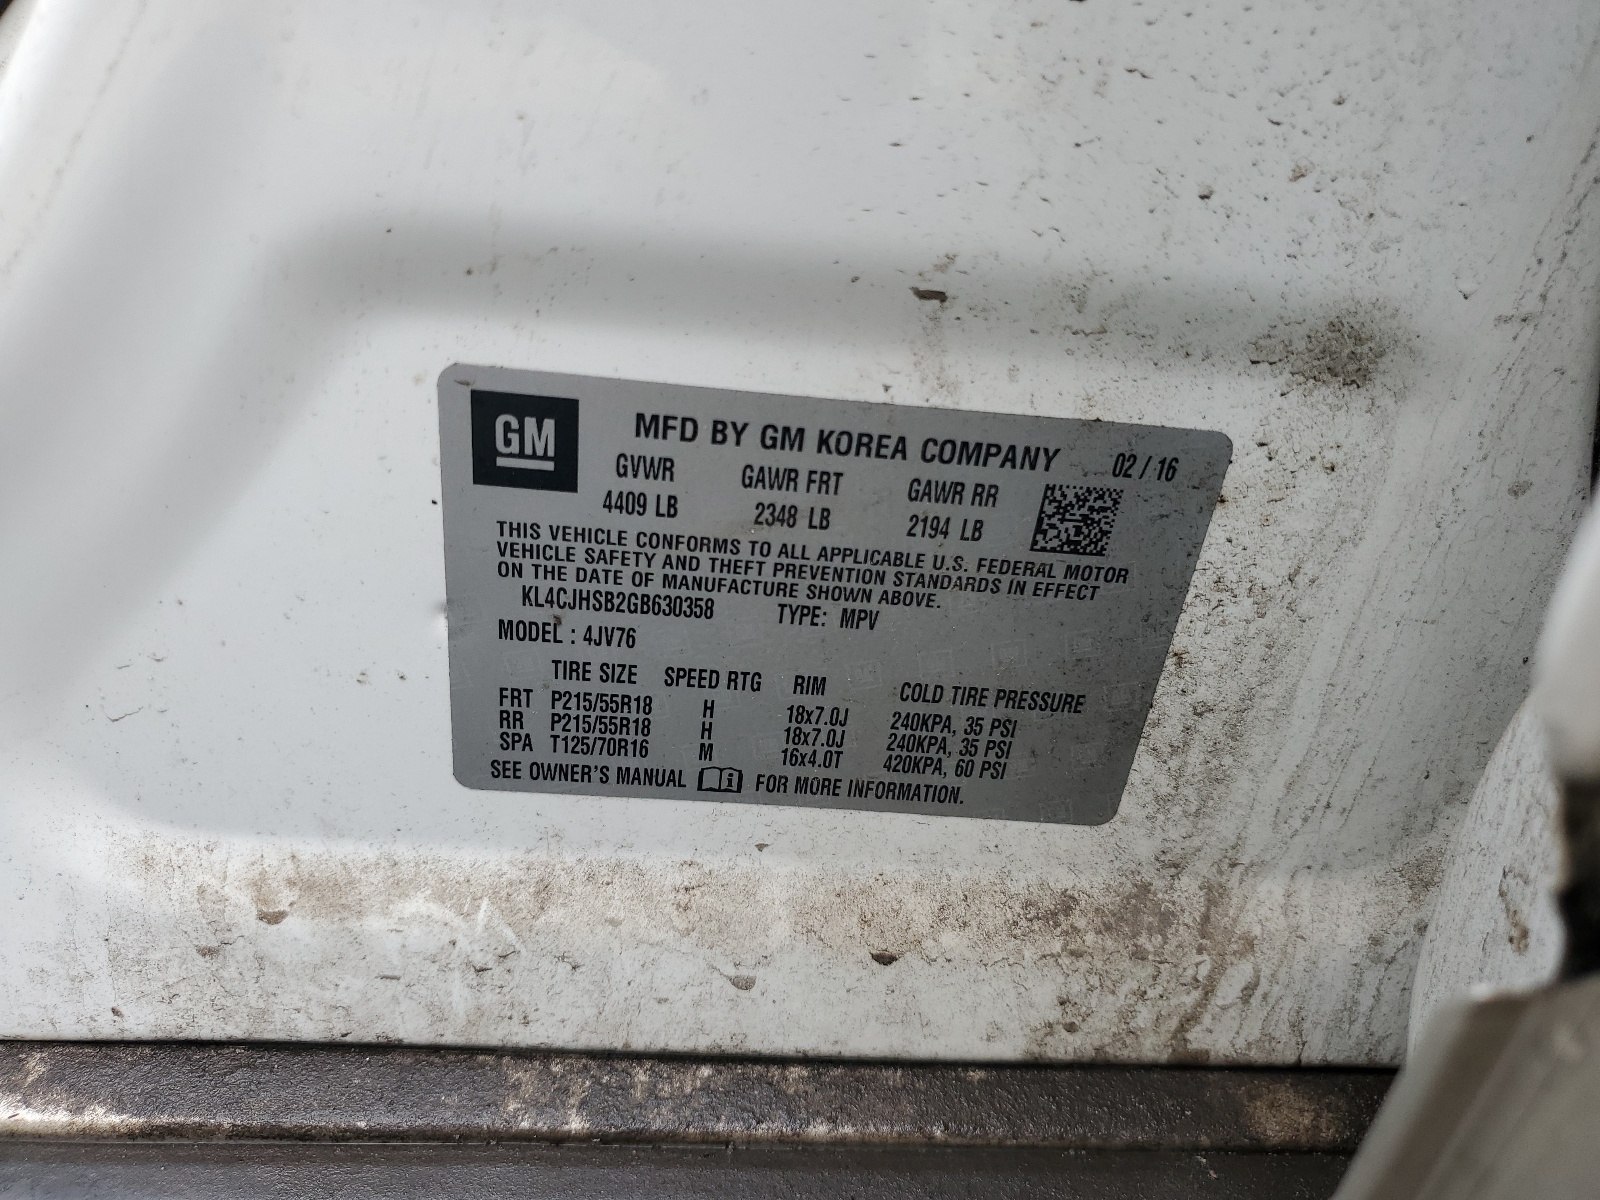 GM
MFD BY GM KOREA COMPANY 02 / 16
GVWR GAWR FRT GAWR RR
4409 LB 2348 LB 2194 LB
THIS VEHICLE CONFORMS TO ALL APPLICABLE U.S. FEDERAL MOTOR
VEHICLE SAFETY AND THEFT PREVENTION STANDARDS IN EFFECT
ON THE DATE OF MANUFACTURE SHOWN ABOVE.
KL4CJHSB2GB630358 TYPE: MPV
MODEL : 4JV76
TIRE SIZE SPEED RTG RIM COLD TIRE PRESSURE
FRT P215/55R18 H 18x7.0J 240KPA, 35 PSI
RR P215/55R18 H 18x7.0J 240KPA, 35 PSI
SPA T125/70R16 M 16x4.0T 420KPA, 60 PSI
SEE OWNER'S MANUAL FOR MORE INFORMATION.